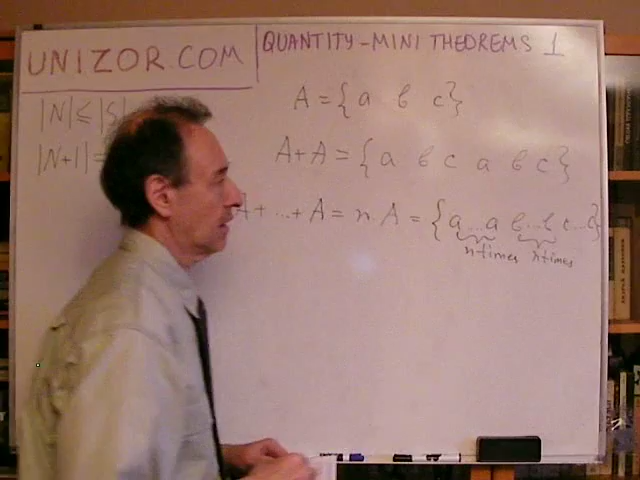 UNIZOR.COM
QUANTITY - MINI THEOREMS 1
|N| ≤ |S|
A = {a в c}
|N+1| =
A+A = {a в c a в c}
A + ... + A = n·A = {a...a в...в c...c}
n times n times